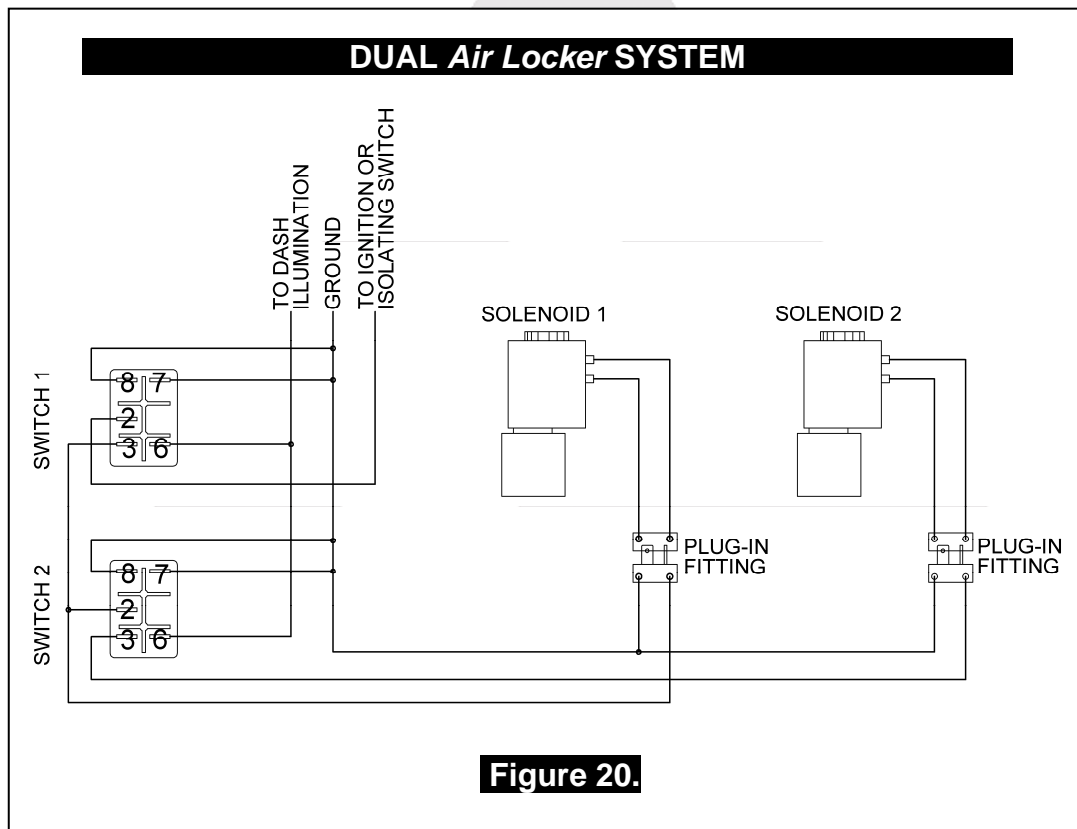 DUAL Air Locker SYSTEM
TO DASH
ILLUMINATION
GROUND
TO IGNITION OR
ISOLATING SWITCH
SOLENOID 1
SOLENOID 2
SWITCH 1
8 7
2
3 6
PLUG-IN
FITTING
PLUG-IN
FITTING
SWITCH 2
8 7
2
3 6
Figure 20.